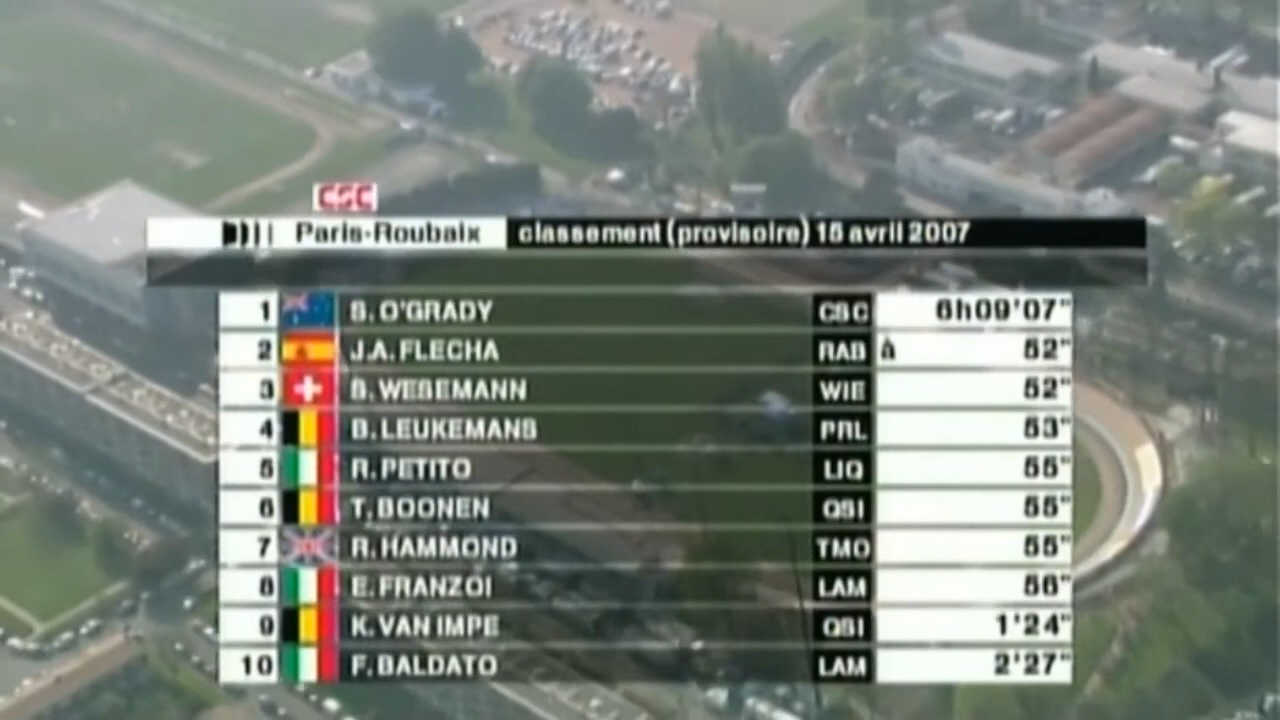 CSC
Paris-Roubaix classement (provisoire) 15 avril 2007
1 S. O'GRADY CSC 6h09'07"
2 J.A. FLECHA RAB à 52"
3 S. WESEMANN WIE 52"
4 B. LEUKEMANS PRL 53"
5 R. PETITO LIQ 55"
6 T. BOONEN QSI 55"
7 R. HAMMOND TMO 55"
8 E. FRANZOI LAM 56"
9 K. VAN IMPE QSI 1'24"
10 F. BALDATO LAM 2'27"